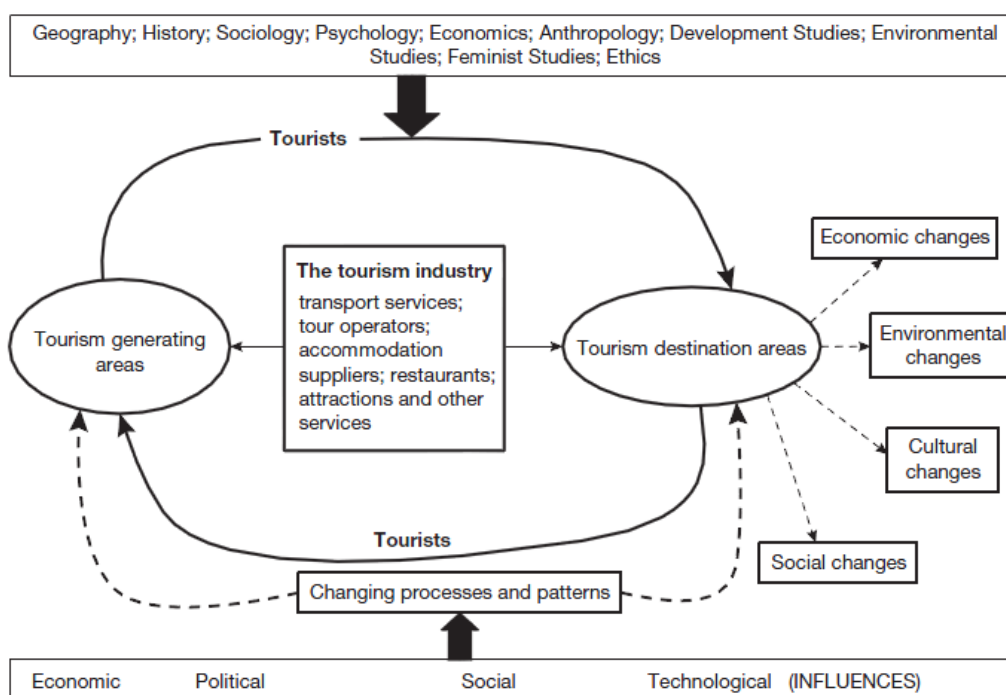 Geography; History; Sociology; Psychology; Economics; Anthropology; Development Studies; Environmental
Studies; Feminist Studies; Ethics
Tourists
Economic changes
The tourism industry
transport services;
tour operators;
accommodation
suppliers; restaurants;
attractions and other
services
Tourism generating
areas
Tourism destination areas
Environmental
changes
Cultural
changes
Tourists
Social changes
Changing processes and patterns
Economic Political Social Technological (INFLUENCES)